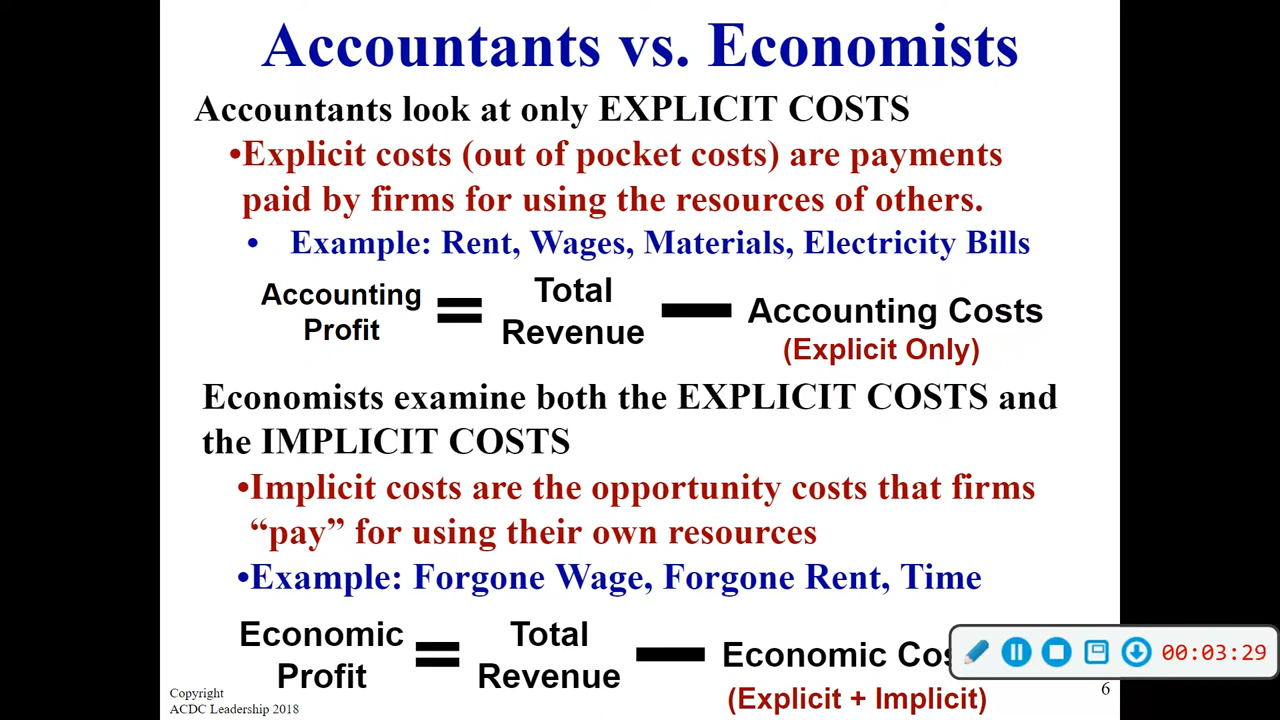 Accountants vs. Economists
Accountants look at only EXPLICIT COSTS
•Explicit costs (out of pocket costs) are payments
paid by firms for using the resources of others.
• Example: Rent, Wages, Materials, Electricity Bills
Accounting Profit = Total Revenue — Accounting Costs
(Explicit Only)
Economists examine both the EXPLICIT COSTS and
the IMPLICIT COSTS
•Implicit costs are the opportunity costs that firms
“pay” for using their own resources
•Example: Forgone Wage, Forgone Rent, Time
Economic Profit = Total Revenue — Economic Cos
(Explicit + Implicit)
00:03:29
Copyright
ACDC Leadership 2018
6